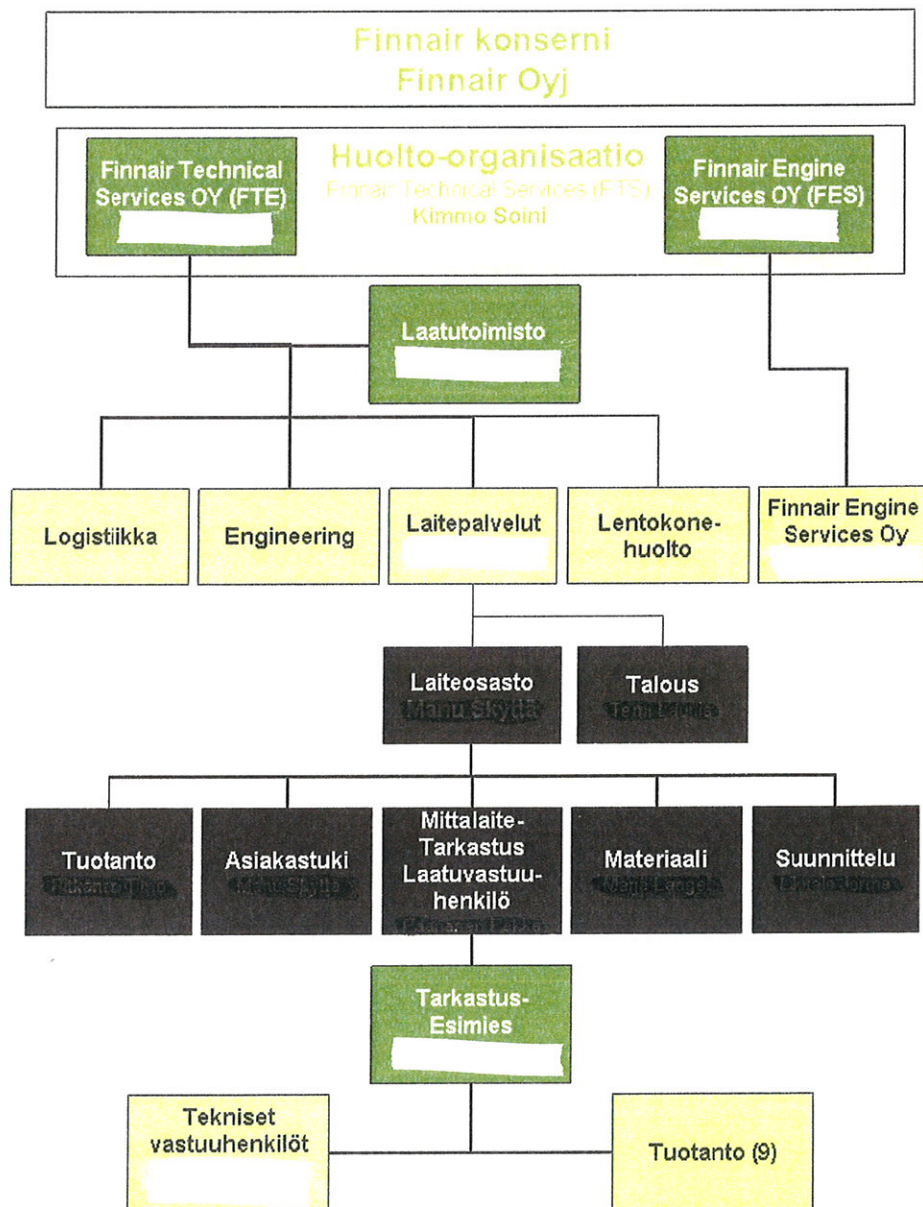 Finnair konserni
Finnair Oyj
Finnair Technical
Services OY (FTE)
Huolto-organisaatio
Finnair Technical Services (FTS)
Kimmo Soini
Finnair Engine
Services OY (FES)
Laatutoimisto
Logistiikka
Engineering
Laitepalvelut
Lentokone-
huolto
Finnair Engine
Services Oy
Laiteosasto
Talous
Tuotanto
Asiakastuki
Mittalaite-
Tarkastus
Laatuvastuu-
henkilö
Materiaali
Suunnittelu
Tarkastus-
Esimies
Tekniset
vastuuhenkilöt
Tuotanto (9)